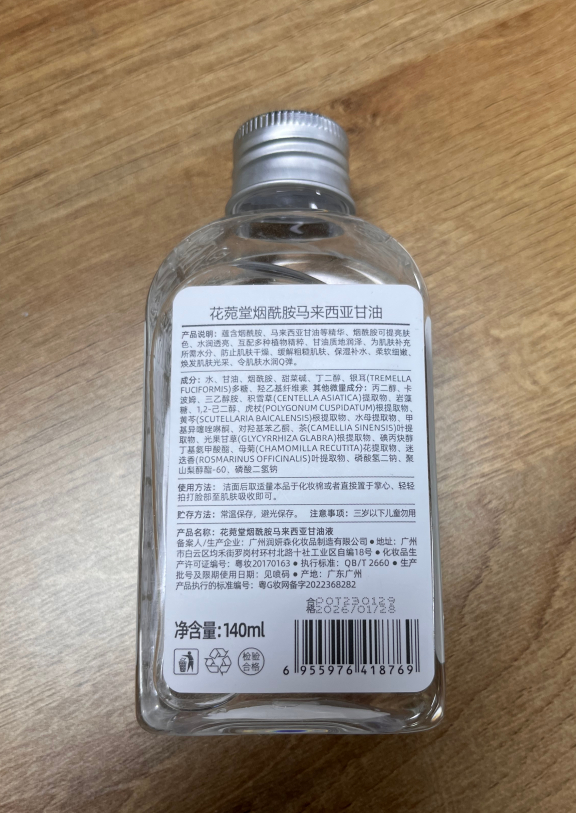 花菀堂烟酰胺马来西亚甘油
产品说明：蕴含烟酰胺、马来西亚甘油等精华，烟酰胺可提亮肤
色、水润透亮、互配多种植物精粹、甘油质地润泽、为肌肤补充
所需水分、防止肌肤干燥、缓解粗糙肌肤、保湿补水、柔软细嫩、
焕发肌肤光采、令肌肤水润Q弹。
成分：水、甘油、烟酰胺、甜菜碱、丁二醇、银耳(TREMELLA
FUCIFORMIS)多糖、羟乙基纤维素 其他微量成分：丙二醇、卡
波姆、三乙醇胺、积雪草(CENTELLA ASIATICA)提取物、岩藻
糖、1,2-己二醇、虎杖(POLYGONUM CUSPIDATUM)根提取物、
黄芩(SCUTELLARIA BAICALENSIS)根提取物、水母提取物、甲
基异噻唑啉酮、对羟基苯乙酮、茶(CAMELLIA SINENSIS)叶提
取物、光果甘草(GLYCYRRHIZA GLABRA)根提取物、碘丙炔醇
丁基氨甲酸酯、母菊(CHAMOMILLA RECUTITA)花提取物、迷
迭香(ROSMARINUS OFFICINALIS)叶提取物、磷酸氢二钠、聚
山梨醇酯-60、磷酸二氢钠
使用方法： 洁面后取适量本品于化妆棉或者直接置于掌心、轻轻
拍打脸部至肌肤吸收即可。
贮存方法：常温保存，避光保存。 注意事项：三岁以下儿童勿用
产品名称：花菀堂烟酰胺马来西亚甘油液
备案人/生产企业：广州润妍森化妆品制造有限公司●地址：广州
市白云区均禾街罗岗村环村北路十社工业区自编18号●化妆品生
产许可证编号：粤妆20170163●执行标准：QB/T 2660●生产
批号及限期使用日期：见喷码●产地：广东广州
产品执行的标准编号：粤G妆网备字2022368282
合格 OOT230129
2026/01/28
净含量:140ml
检验
合格
6 955976 418769